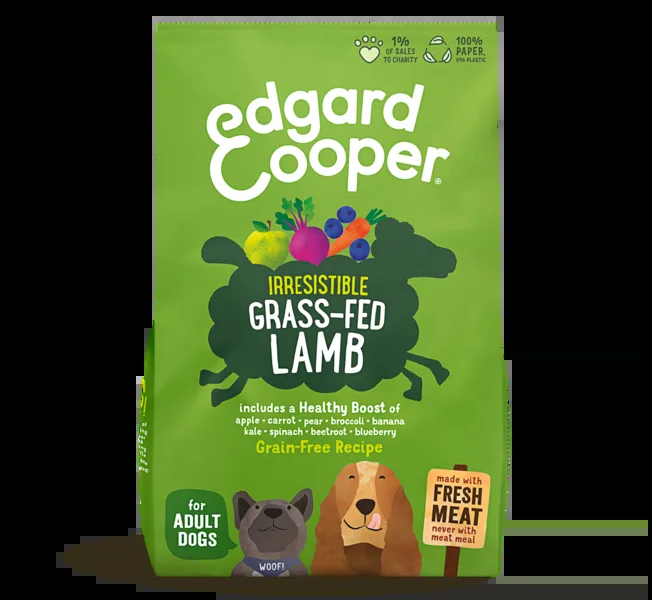 1%
OF SALES
TO CHARITY
100%
PAPER,
0% PLASTIC
edgard
Cooper®
IRRESISTIBLE
GRASS-FED
LAMB
includes a Healthy Boost of
apple • carrot • pear • broccoli • banana
kale • spinach • beetroot • blueberry
Grain-Free Recipe
for
ADULT
DOGS
WOOF!
made with
FRESH
MEAT
never with
meat meal